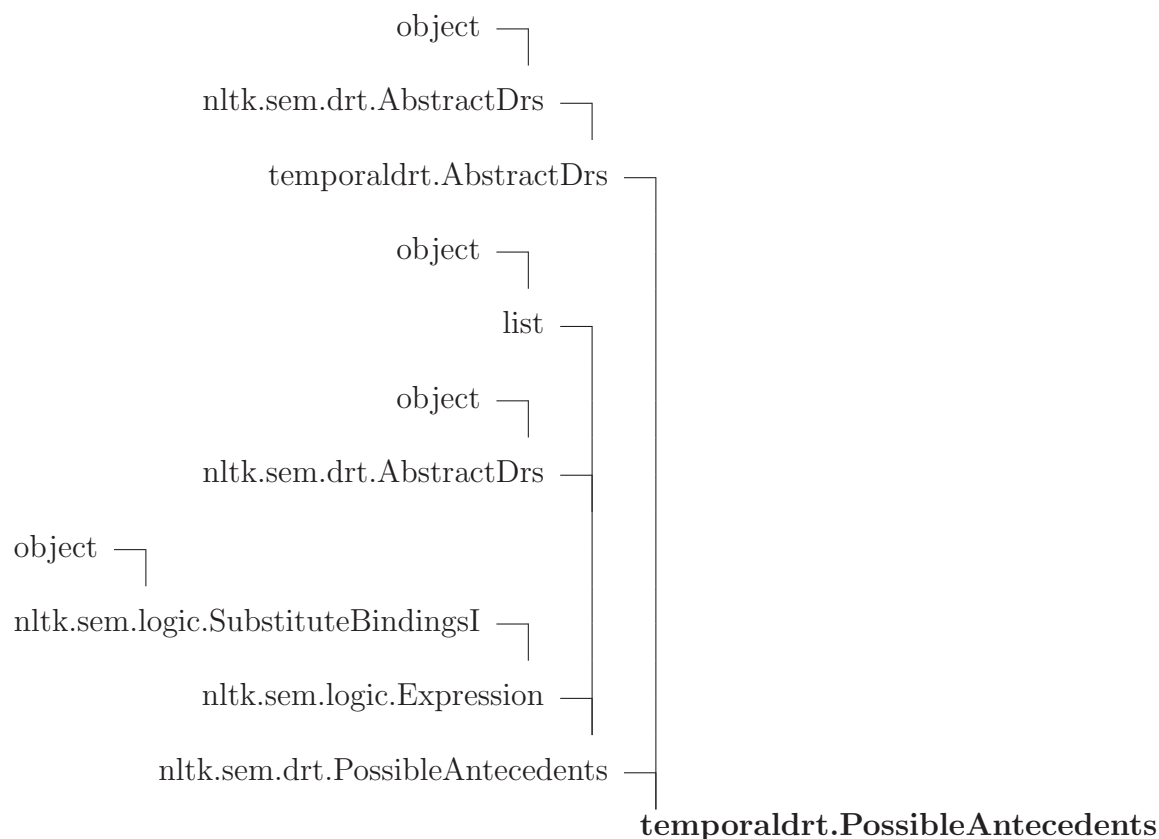 object
nltk.sem.drt.AbstractDrs
temporaldrt.AbstractDrs
object
list
object
nltk.sem.drt.AbstractDrs
object
nltk.sem.logic.SubstituteBindingsI
nltk.sem.logic.Expression
nltk.sem.drt.PossibleAntecedents
temporaldrt.PossibleAntecedents